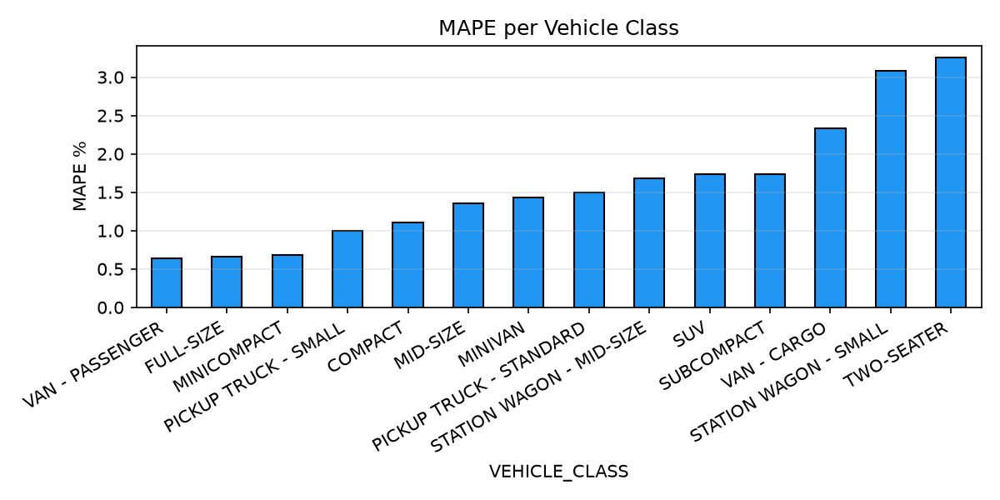 MAPE per Vehicle Class
MAPE %
3.0
2.5
2.0
1.5
1.0
0.5
0.0
VAN - PASSENGER
FULL-SIZE
MINICOMPACT
PICKUP TRUCK - SMALL
COMPACT
MID-SIZE
MINIVAN
PICKUP TRUCK - STANDARD
STATION WAGON - MID-SIZE
SUV
SUBCOMPACT
VAN - CARGO
STATION WAGON - SMALL
TWO-SEATER
VEHICLE_CLASS